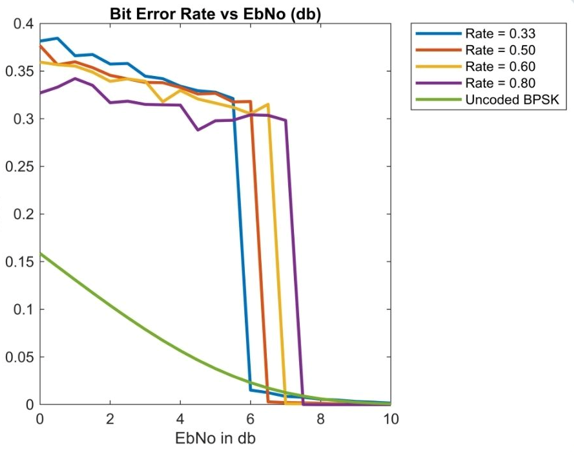 Bit Error Rate vs EbNo (db)
0.4
0.35
0.3
0.25
0.2
0.15
0.1
0.05
0
0
2
4
6
8
10
EbNo in db
Rate = 0.33
Rate = 0.50
Rate = 0.60
Rate = 0.80
Uncoded BPSK